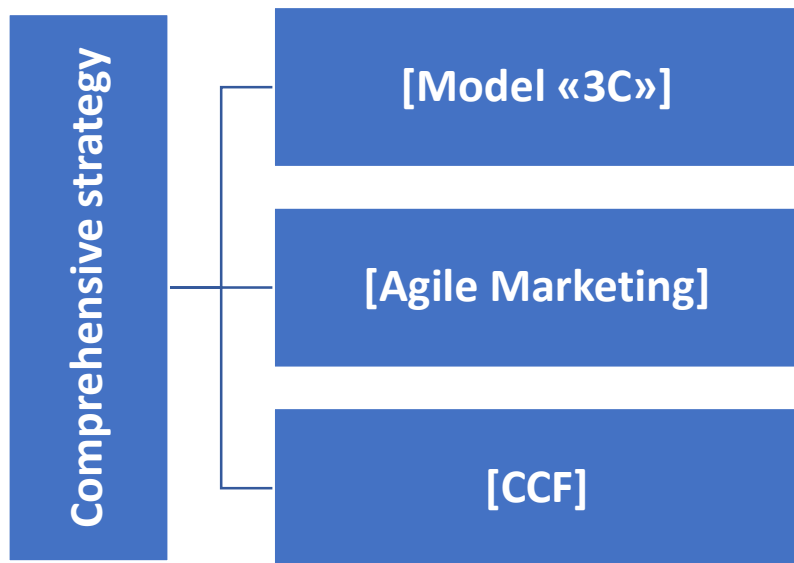 Comprehensive strategy
[Model «3C»]
[Agile Marketing]
[CCF]